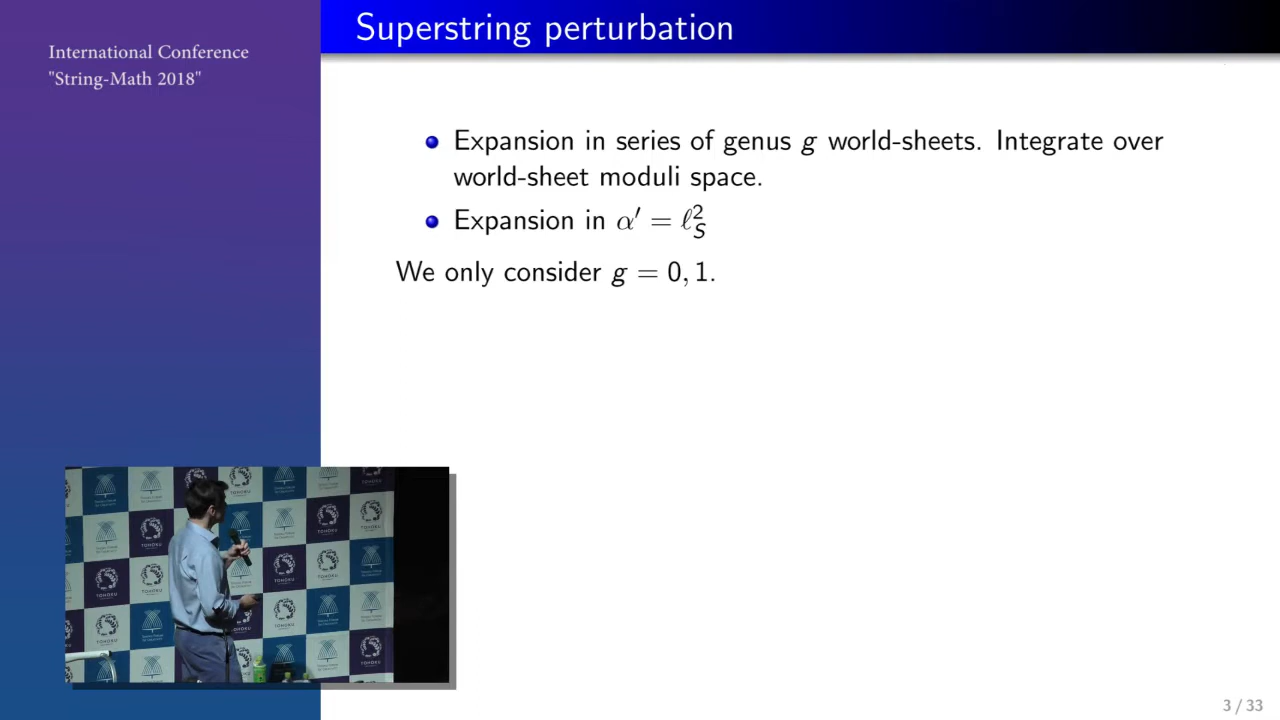 International Conference
"String-Math 2018"
Superstring perturbation
Expansion in series of genus g world-sheets. Integrate over
world-sheet moduli space.
Expansion in α′ = ℓ²_S
We only consider g = 0, 1.
TOHOKU
3 / 33